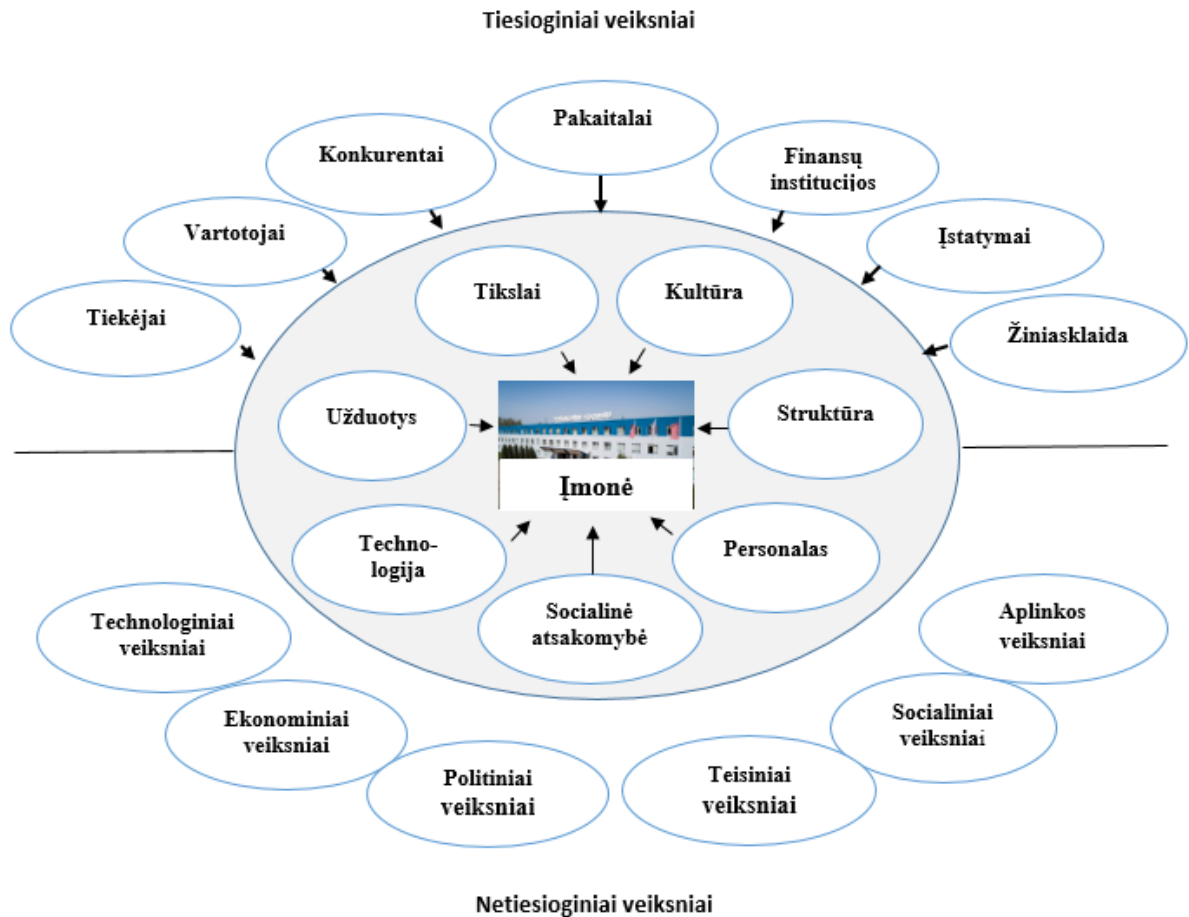 Tiesioginiai veiksniai
Pakaitalai
Konkurentai
Finansų
institucijos
Vartotojai
Įstatymai
Tiekėjai
Žiniasklaida
Tikslai
Kultūra
Užduotys
Struktūra
Įmonė
Techno-
logija
Personalas
Socialinė
atsakomybė
Technologiniai
veiksniai
Aplinkos
veiksniai
Ekonominiai
veiksniai
Socialiniai
veiksniai
Politiniai
veiksniai
Teisiniai
veiksniai
Netiesioginiai veiksniai